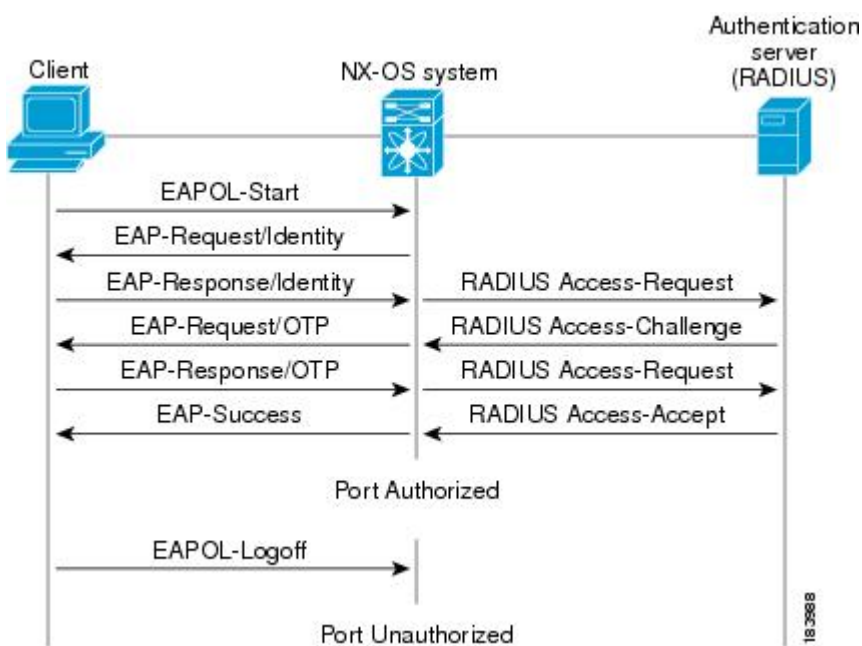 Authentication
server
(RADIUS)
Client
NX-OS system
EAPOL-Start
EAP-Request/Identity
EAP-Response/Identity
RADIUS Access-Request
EAP-Request/OTP
RADIUS Access-Challenge
EAP-Response/OTP
RADIUS Access-Request
EAP-Success
RADIUS Access-Accept
Port Authorized
EAPOL-Logoff
Port Unauthorized
183988